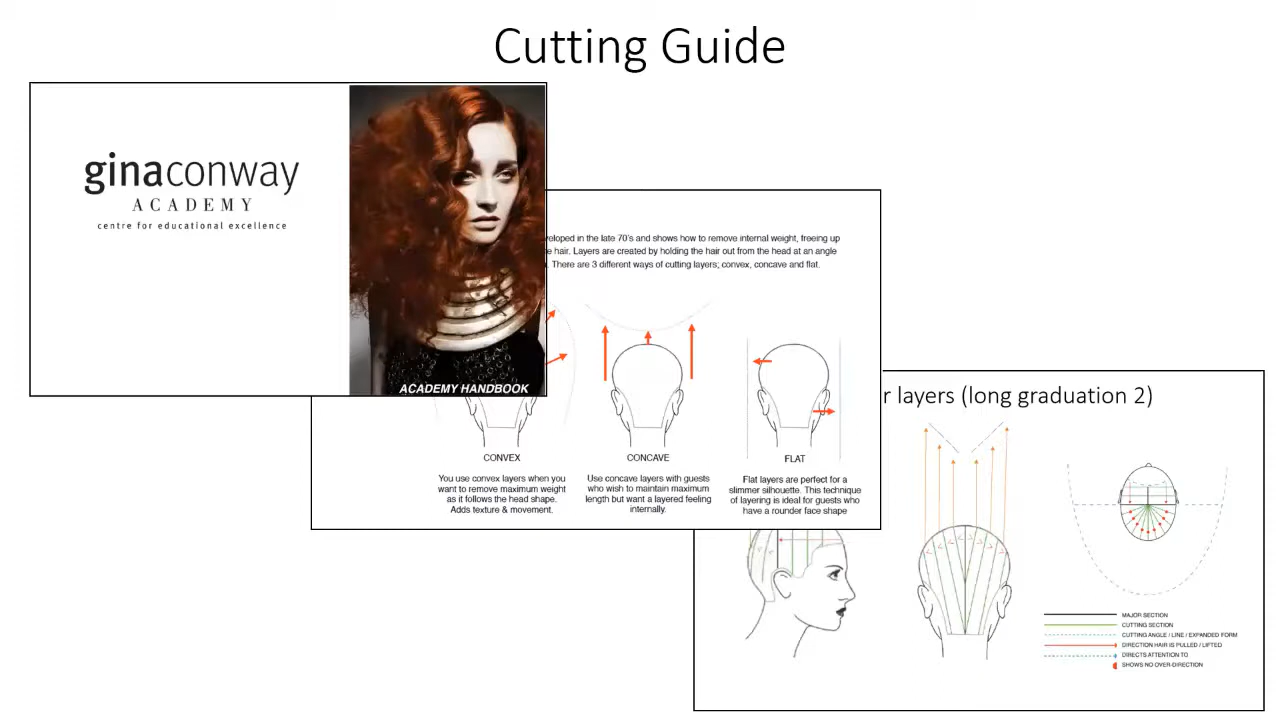 Cutting Guide
ginaconway
ACADEMY
centre for educational excellence
ACADEMY HANDBOOK
veloped in the late 70's and shows how to remove internal weight, freeing up
e hair. Layers are created by holding the hair out from the head at an angle
. There are 3 different ways of cutting layers; convex, concave and flat.
CONVEX
You use convex layers when you
want to remove maximum weight
as it follows the head shape.
Adds texture & movement.
CONCAVE
Use concave layers with guests
who wish to maintain maximum
length but want a layered feeling
internally.
FLAT
Flat layers are perfect for a
slimmer silhouette. This technique
of layering is ideal for guests who
have a rounder face shape
r layers (long graduation 2)
MAJOR SECTION
CUTTING SECTION
CUTTING ANGLE / LINE / EXPANDED FORM
DIRECTION HAIR IS PULLED / LIFTED
DIRECTS ATTENTION TO
SHOWS NO OVER-DIRECTION